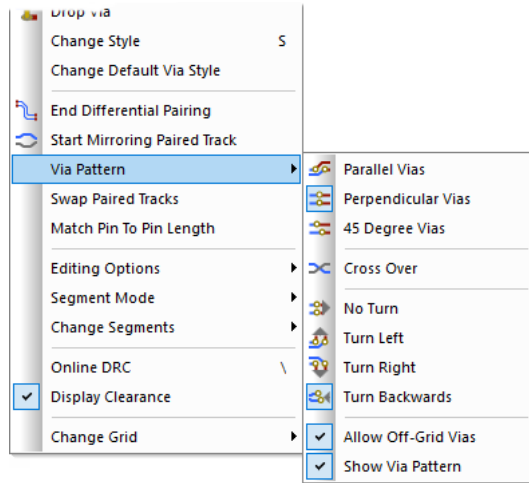 Drop Via
Change Style S
Change Default Via Style
End Differential Pairing
Start Mirroring Paired Track
Via Pattern
Swap Paired Tracks
Match Pin To Pin Length
Editing Options
Segment Mode
Change Segments
Online DRC \
Display Clearance
Change Grid
Parallel Vias
Perpendicular Vias
45 Degree Vias
Cross Over
No Turn
Turn Left
Turn Right
Turn Backwards
Allow Off-Grid Vias
Show Via Pattern